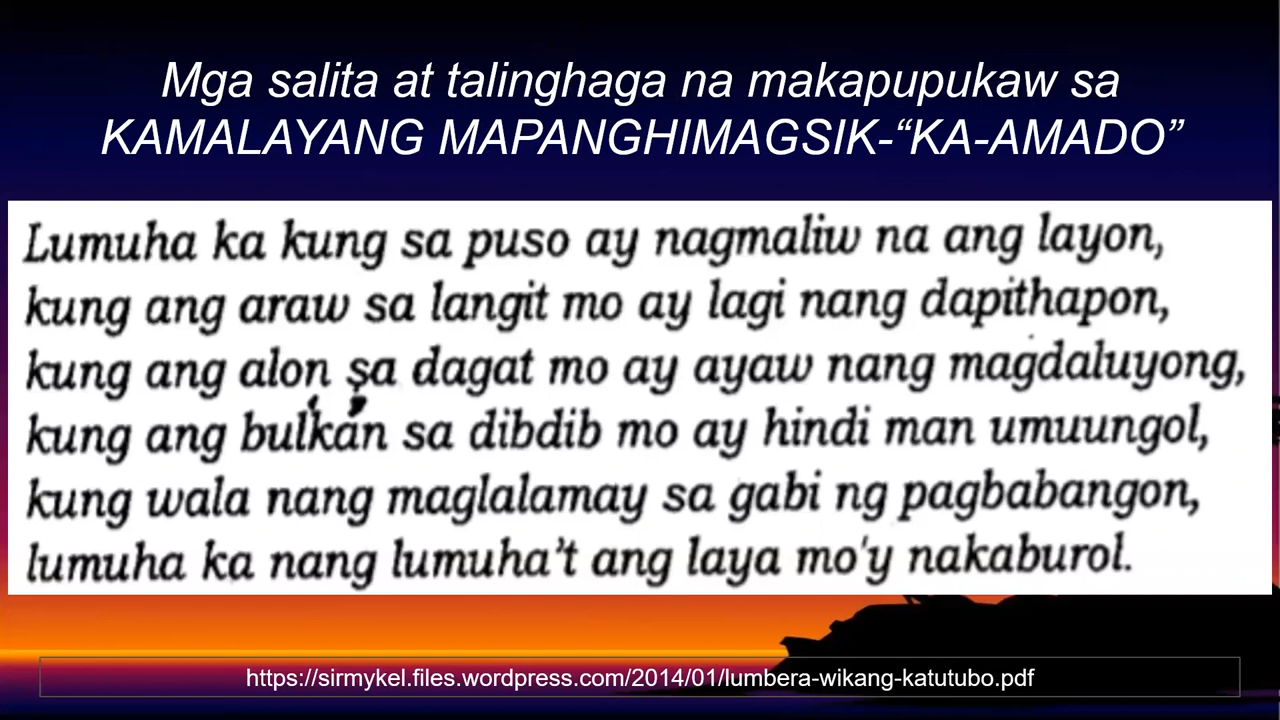 Mga salita at talinghaga na makapupukaw sa
KAMALAYANG MAPANGHIMAGSIK-“KA-AMADO”
Lumuha ka kung sa puso ay nagmaliw na ang layon,
kung ang araw sa langit mo ay lagi nang dapithapon,
kung ang alon sa dagat mo ay ayaw nang magdaluyong,
kung ang bulkan sa dibdib mo ay hindi man umuungol,
kung wala nang maglalamay sa gabi ng pagbabangon,
lumuha ka nang lumuha’t ang laya mo'y nakaburol.
https://sirmykel.files.wordpress.com/2014/01/lumbera-wikang-katutubo.pdf